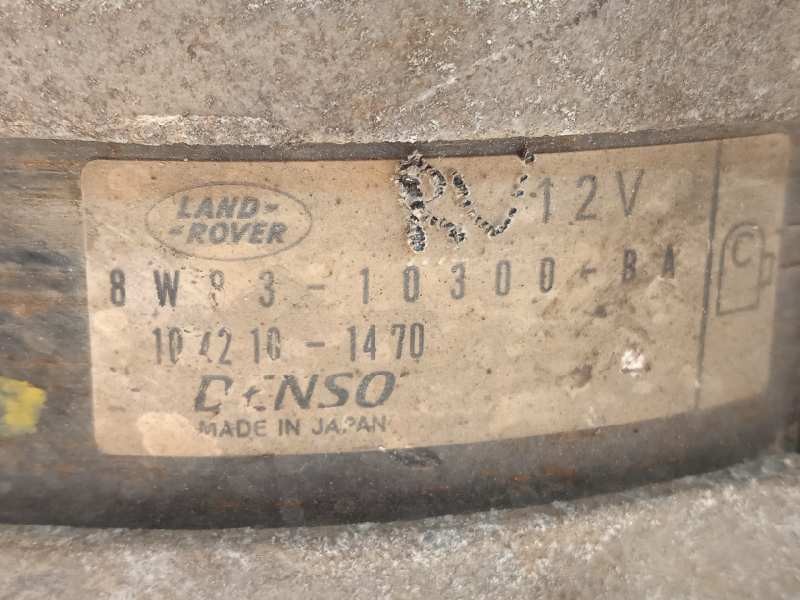 LAND-
-ROVER
RV 12V
8W83-10300-BA
104210-1470
DENSO
MADE IN JAPAN
C